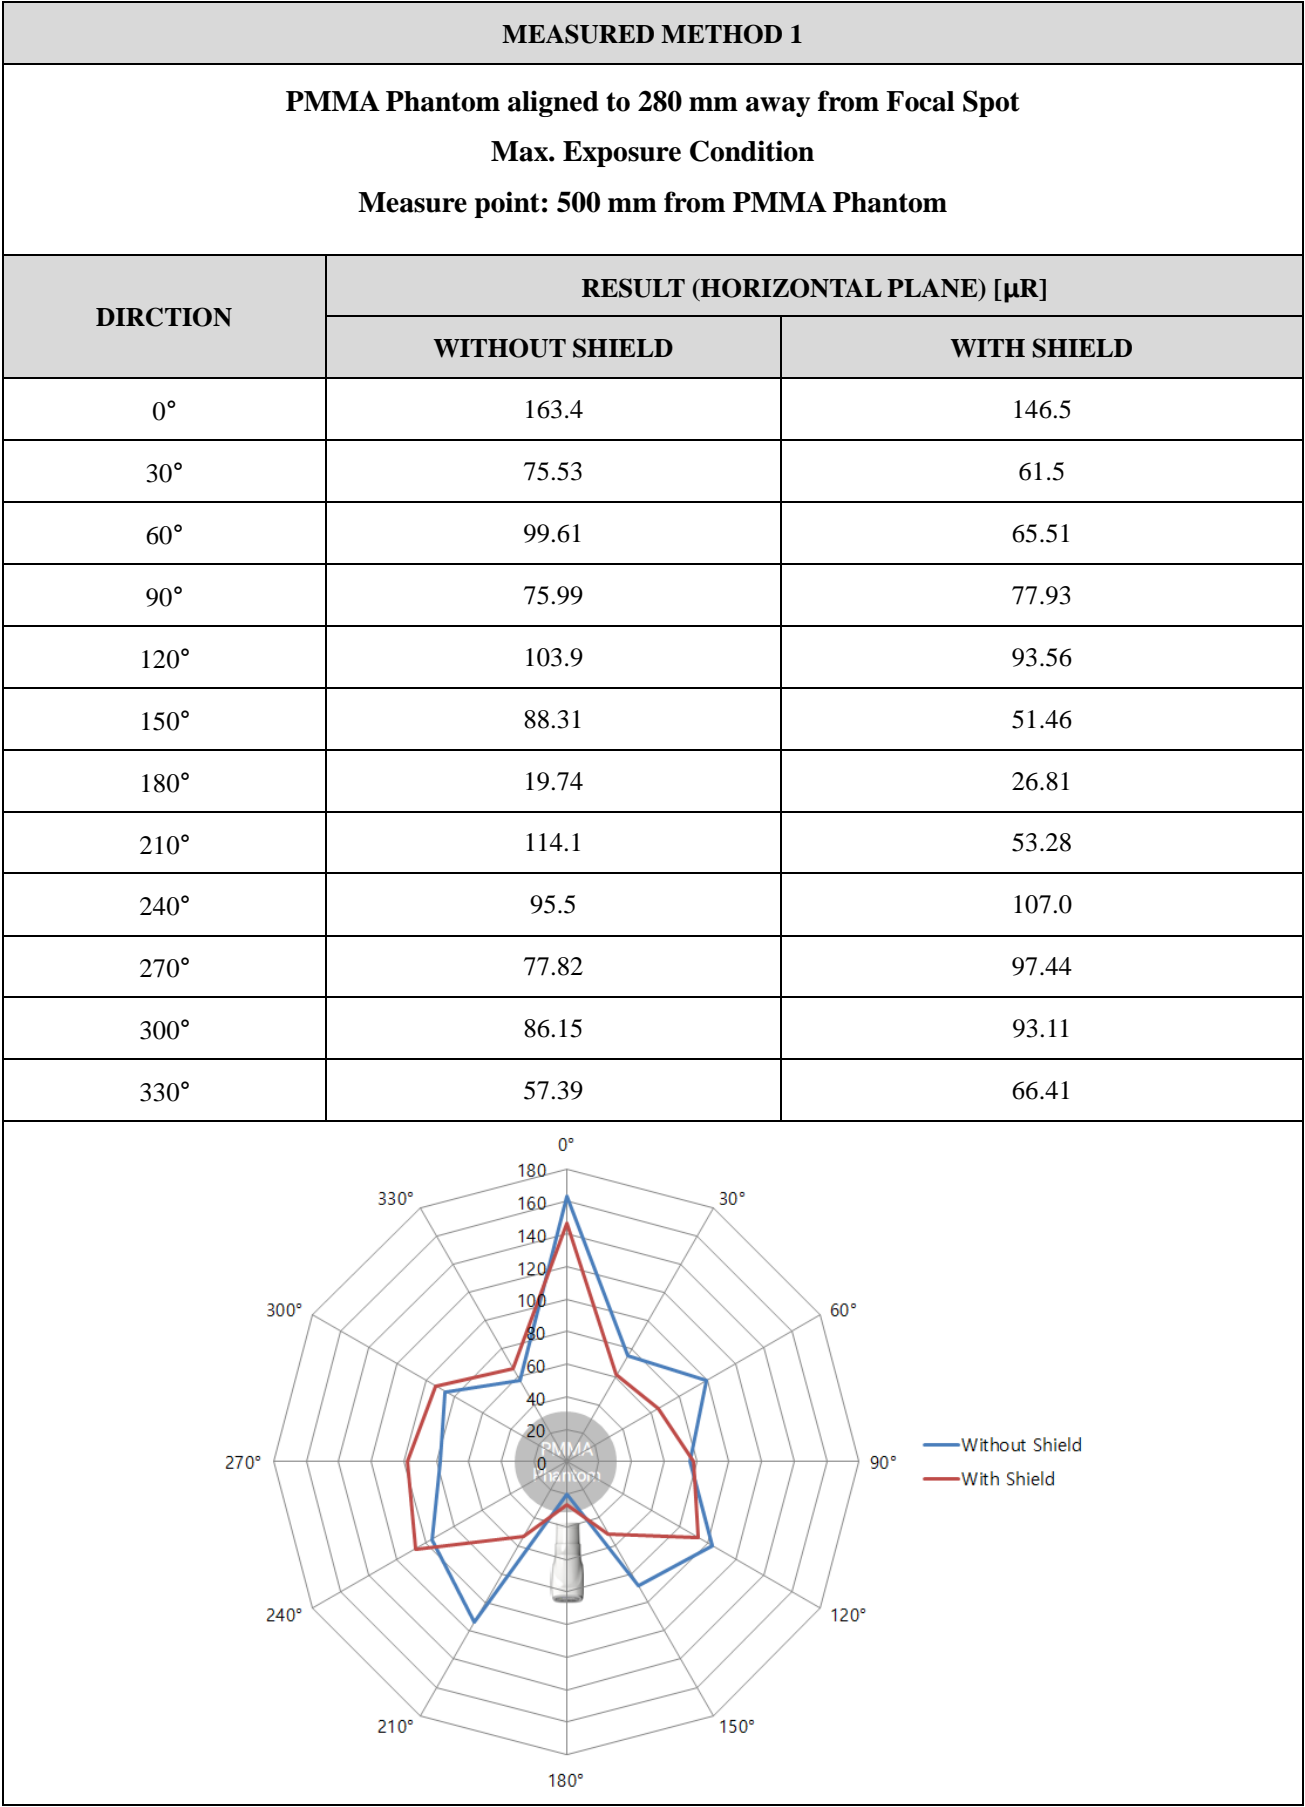 MEASURED METHOD 1
PMMA Phantom aligned to 280 mm away from Focal Spot
Max. Exposure Condition
Measure point: 500 mm from PMMA Phantom
DIRCTION
RESULT (HORIZONTAL PLANE) [µR]
WITHOUT SHIELD WITH SHIELD
0° 163.4 146.5
30° 75.53 61.5
60° 99.61 65.51
90° 75.99 77.93
120° 103.9 93.56
150° 88.31 51.46
180° 19.74 26.81
210° 114.1 53.28
240° 95.5 107.0
270° 77.82 97.44
300° 86.15 93.11
330° 57.39 66.41
0°
30°
60°
90°
120°
150°
180°
210°
240°
270°
300°
330°
180
160
140
120
100
80
60
40
20
0
PMMA
Phantom
Without Shield
With Shield